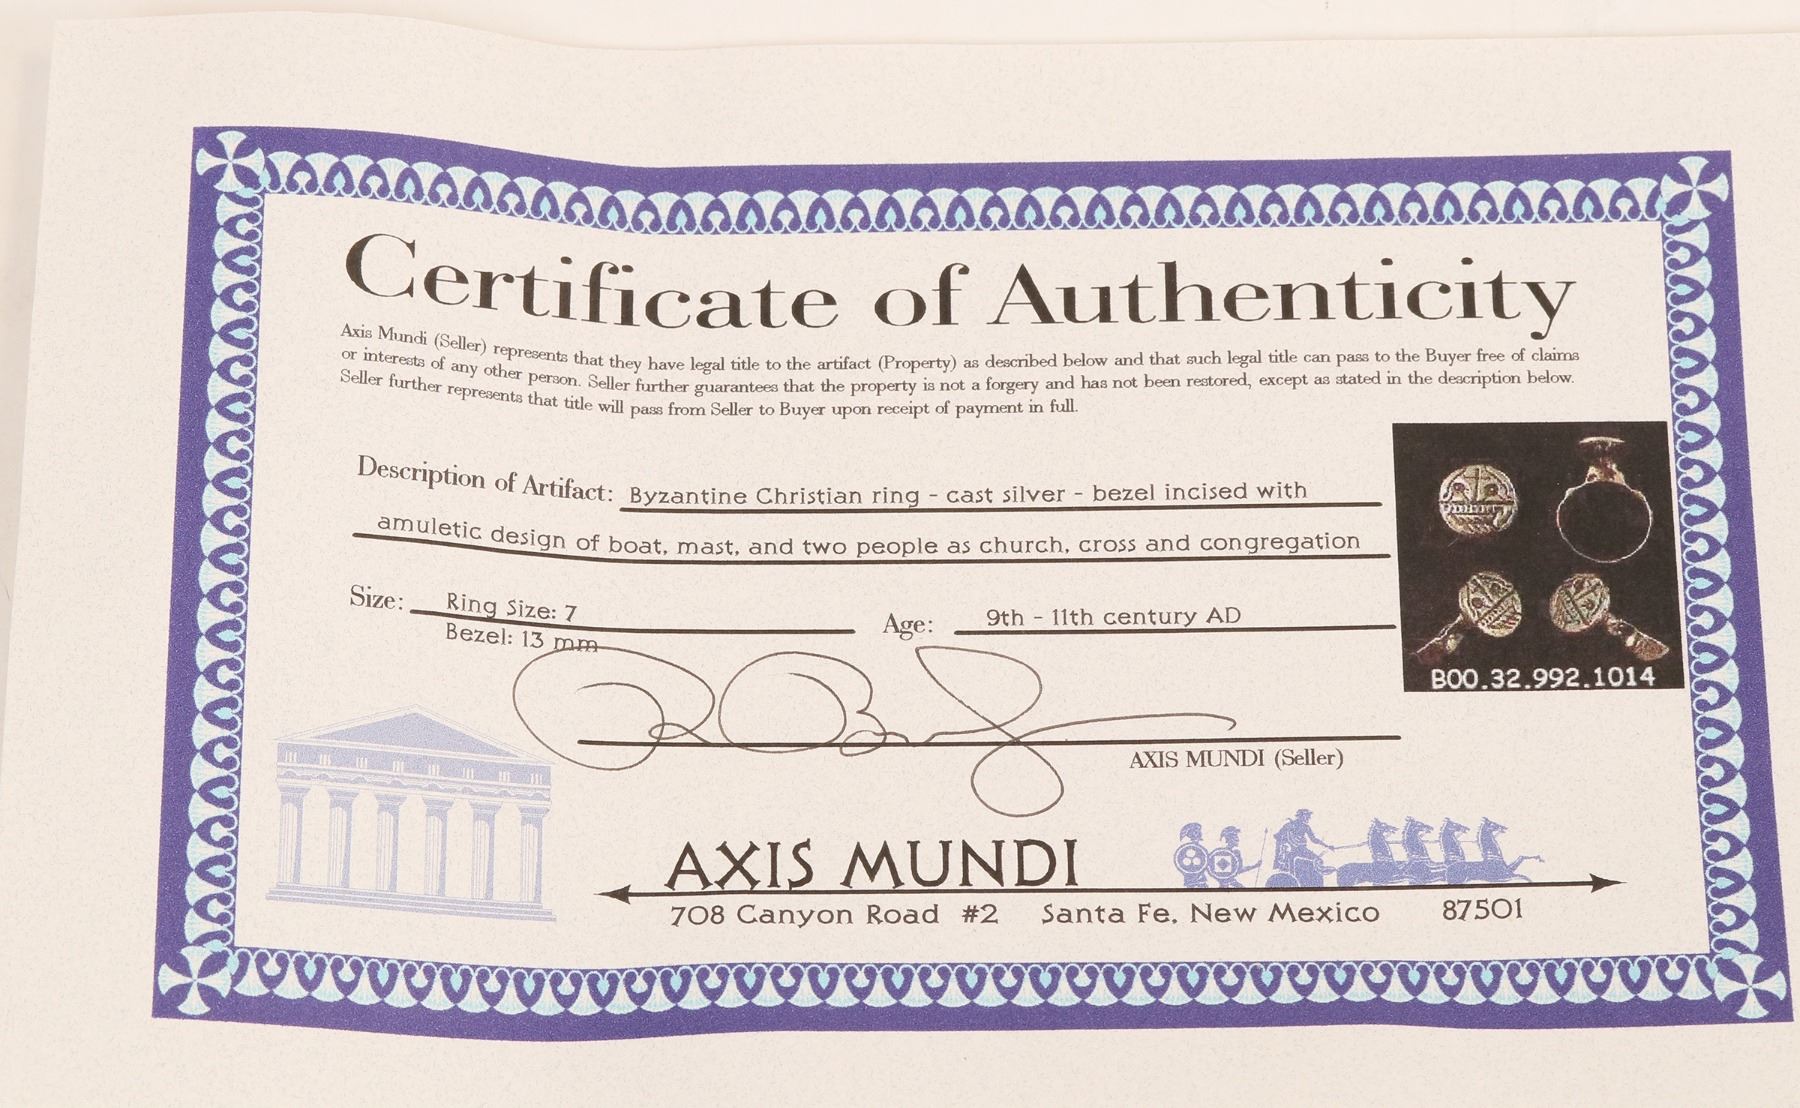 Certificate of Authenticity
Axis Mundi (Seller) represents that they have legal title to the artifact (Property) as described below and that such legal title can pass to the Buyer free of claims
or interests of any other person. Seller further guarantees that the property is not a forgery and has not been restored, except as stated in the description below.
Seller further represents that title will pass from Seller to Buyer upon receipt of payment in full.
Description of Artifact: Byzantine Christian ring - cast silver - bezel incised with
amuletic design of boat, mast, and two people as church, cross and congregation
Size: Ring Size: 7 Age: 9th - 11th century AD
Bezel: 13 mm
B00.32.992.1014
AXIS MUNDI (Seller)
AXIS MUNDI
708 Canyon Road #2 Santa Fe, New Mexico 87501